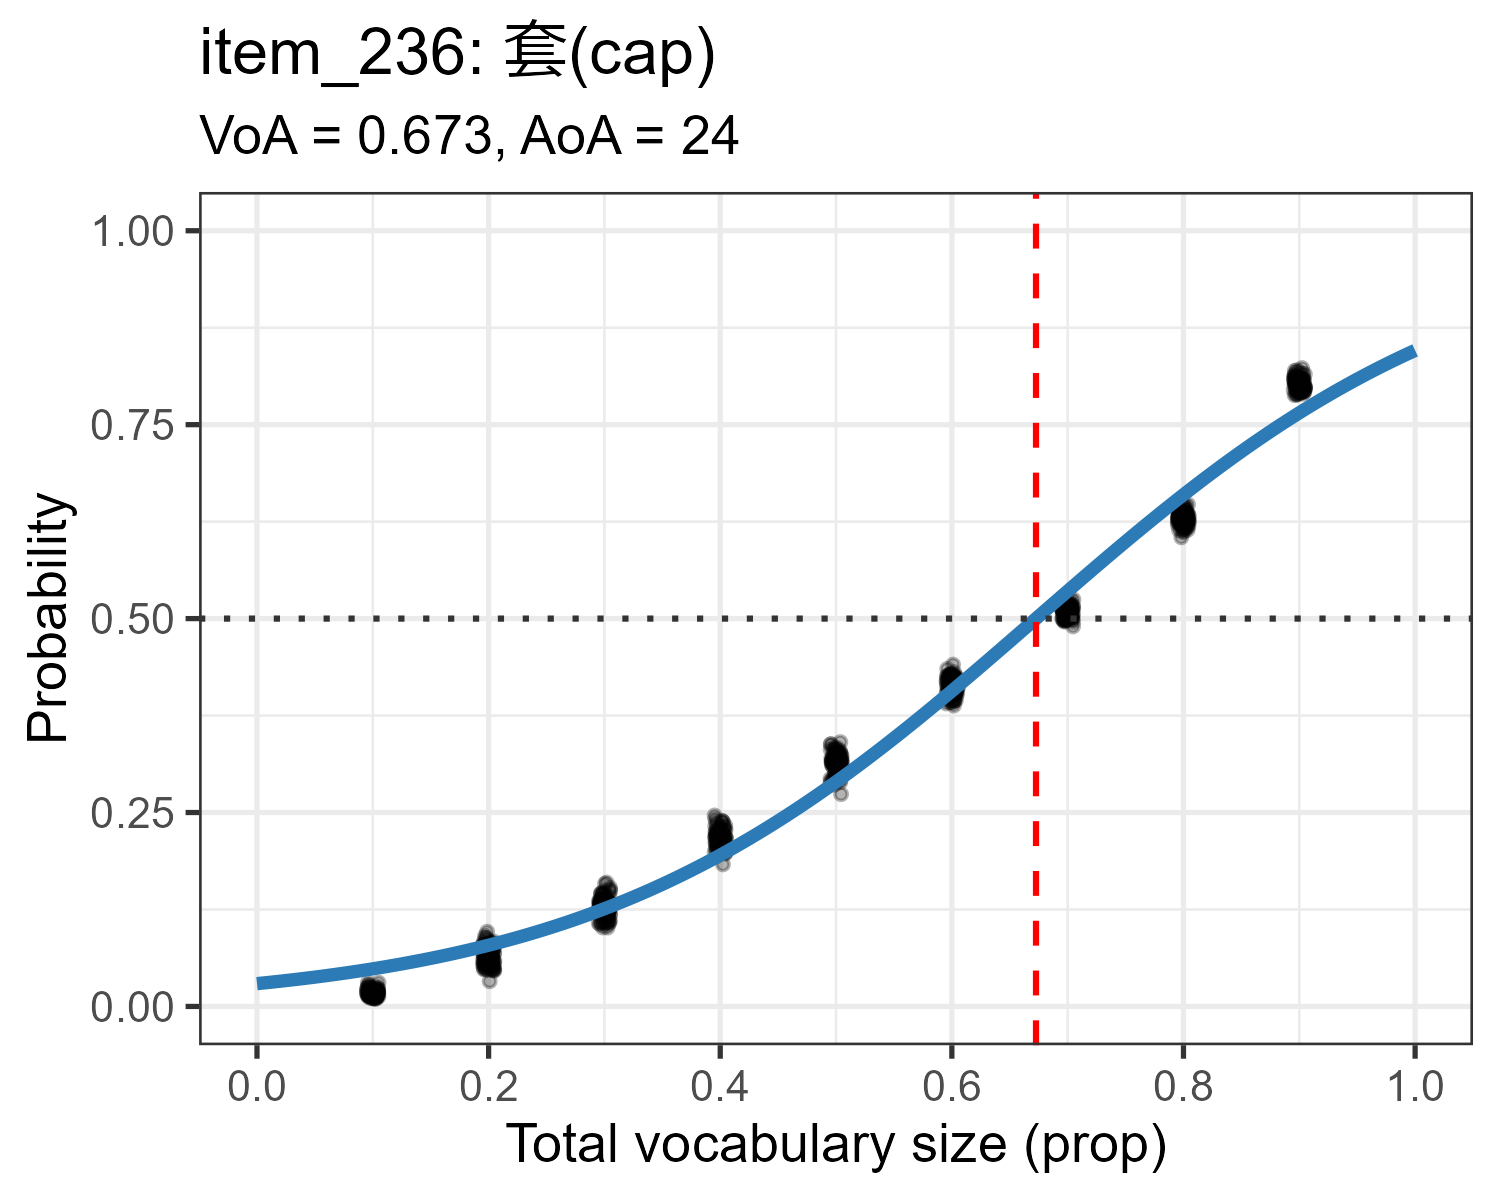 item_236: 套(cap)
VoA = 0.673, AoA = 24
1.00
0.75
0.50
0.25
0.00
Probability
0.0 0.2 0.4 0.6 0.8 1.0
Total vocabulary size (prop)